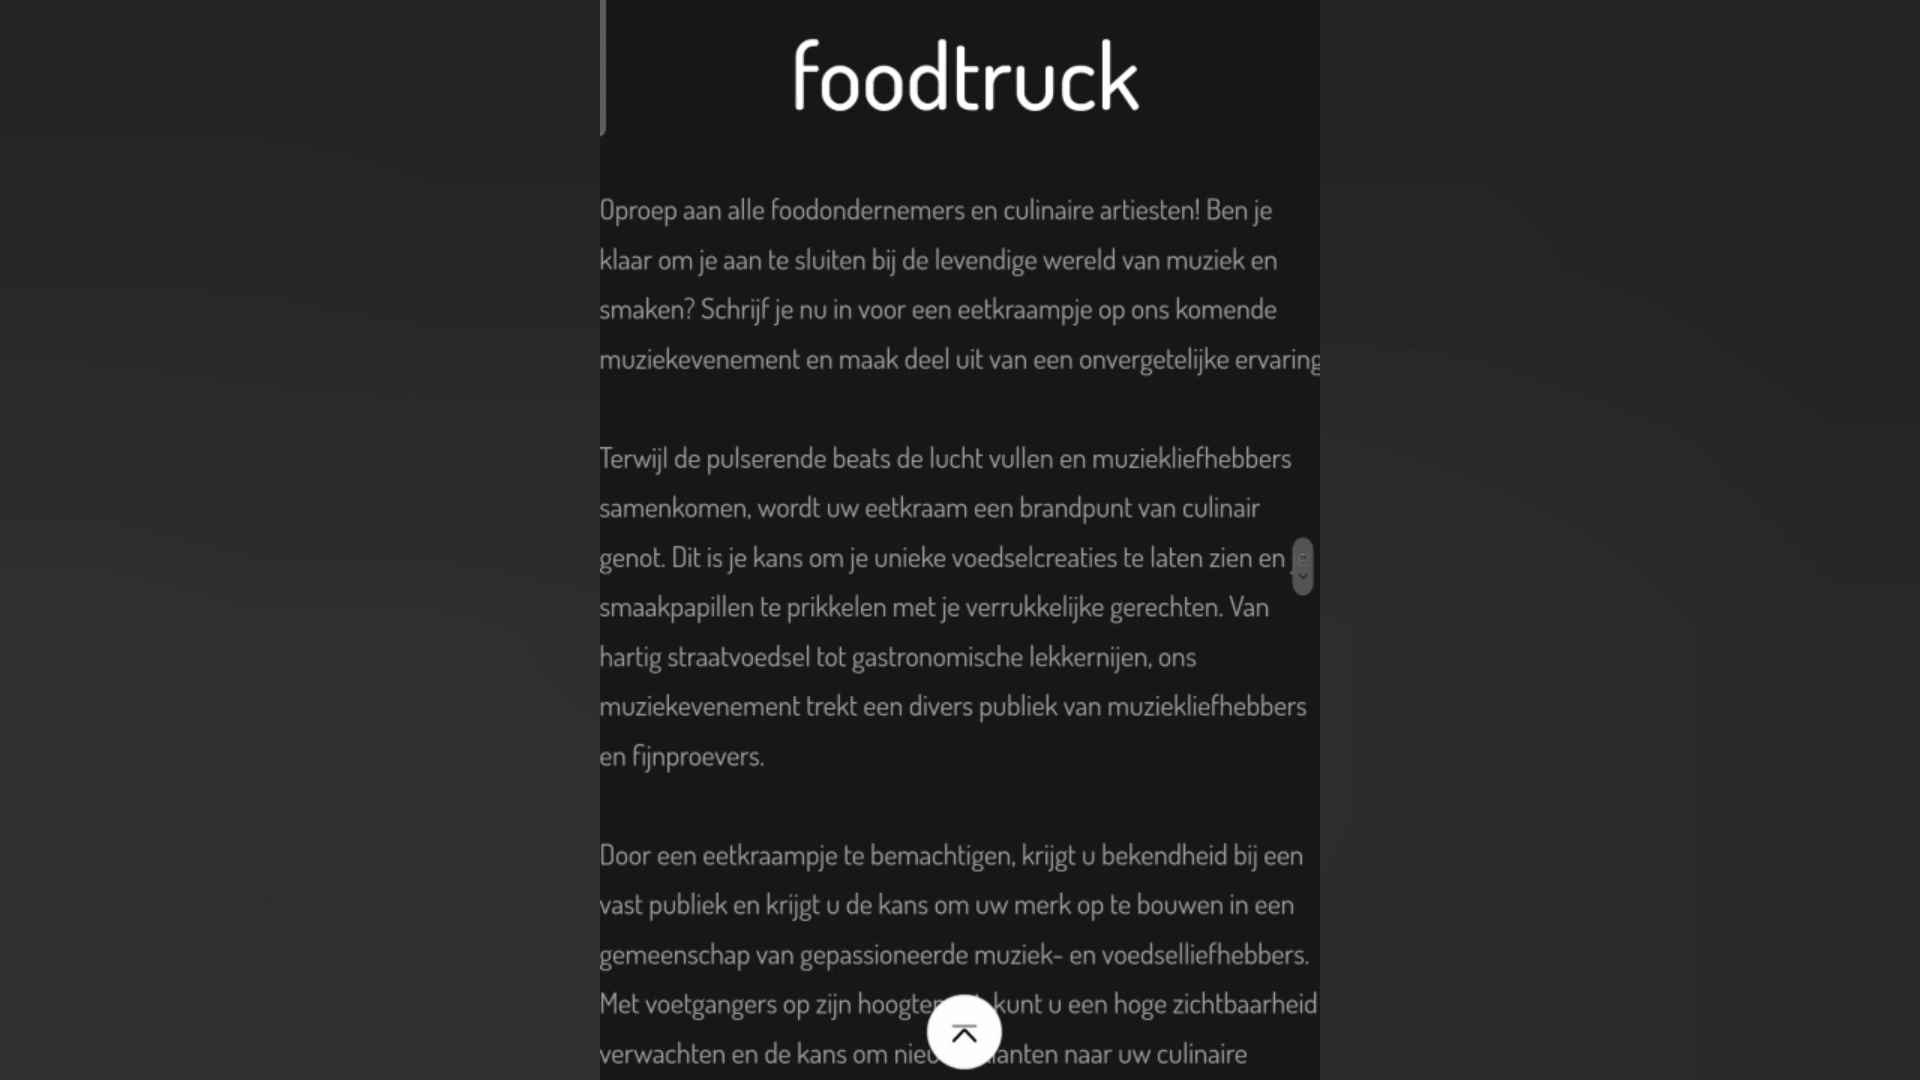 foodtruck
Oproep aan alle foodondernemers en culinaire artiesten! Ben je
klaar om je aan te sluiten bij de levendige wereld van muziek en
smaken? Schrijf je nu in voor een eetkraampje op ons komende
muziekevenement en maak deel uit van een onvergetelijke ervaring
Terwijl de pulserende beats de lucht vullen en muziekliefhebbers
samenkomen, wordt uw eetkraam een brandpunt van culinair
genot. Dit is je kans om je unieke voedselcreaties te laten zien en je
smaakpapillen te prikkelen met je verrukkelijke gerechten. Van
hartig straatvoedsel tot gastronomische lekkernijen, ons
muziekevenement trekt een divers publiek van muziekliefhebbers
en fijnproevers.
Door een eetkraampje te bemachtigen, krijgt u bekendheid bij een
vast publiek en krijgt u de kans om uw merk op te bouwen in een
gemeenschap van gepassioneerde muziek- en voedselliefhebbers.
Met voetgangers op zijn kunt u een hoge zichtbaarheid
verwachten en de kans om naar uw culinaire